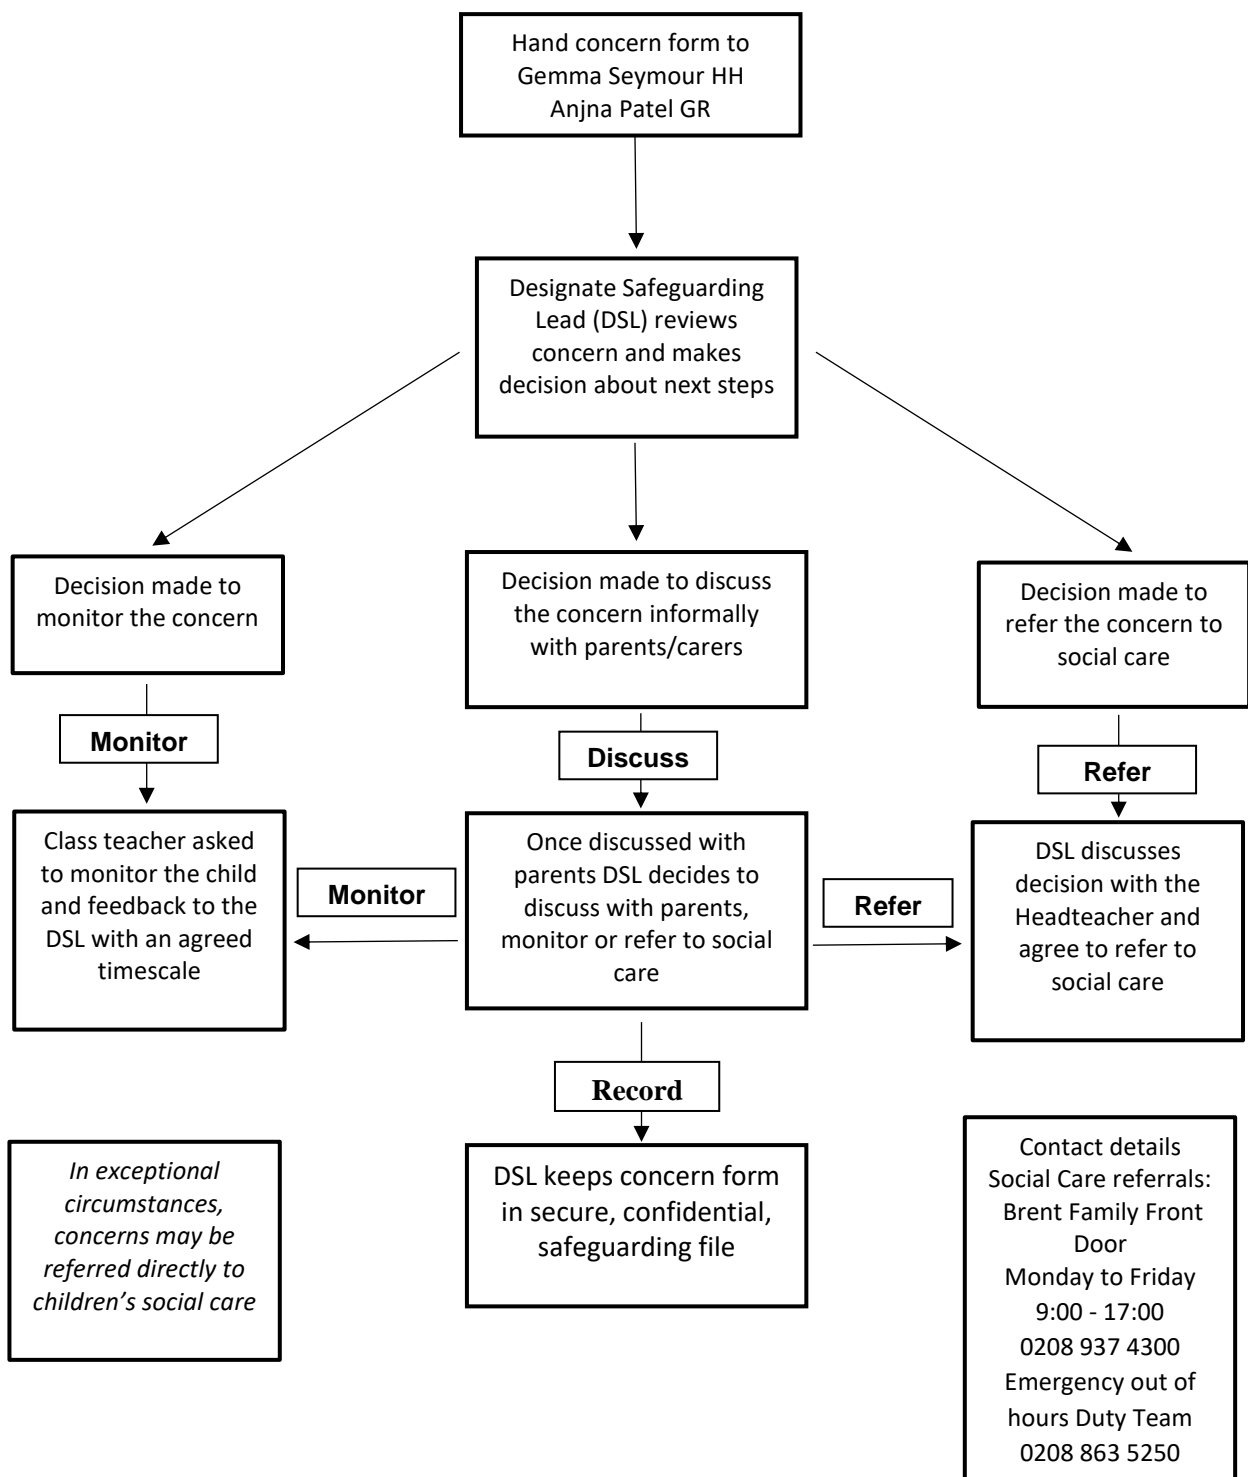 Hand concern form to
Gemma Seymour HH
Anjna Patel GR
Designate Safeguarding
Lead (DSL) reviews
concern and makes
decision about next steps
Decision made to
monitor the concern
Decision made to discuss
the concern informally
with parents/carers
Decision made to
refer the concern to
social care
Monitor
Discuss
Refer
Class teacher asked
to monitor the child
and feedback to the
DSL with an agreed
timescale
Monitor
Once discussed with
parents DSL decides to
discuss with parents,
monitor or refer to social
care
Refer
DSL discusses
decision with the
Headteacher and
agree to refer to
social care
Record
In exceptional
circumstances,
concerns may be
referred directly to
children’s social care
DSL keeps concern form
in secure, confidential,
safeguarding file
Contact details
Social Care referrals:
Brent Family Front
Door
Monday to Friday
9:00 - 17:00
0208 937 4300
Emergency out of
hours Duty Team
0208 863 5250